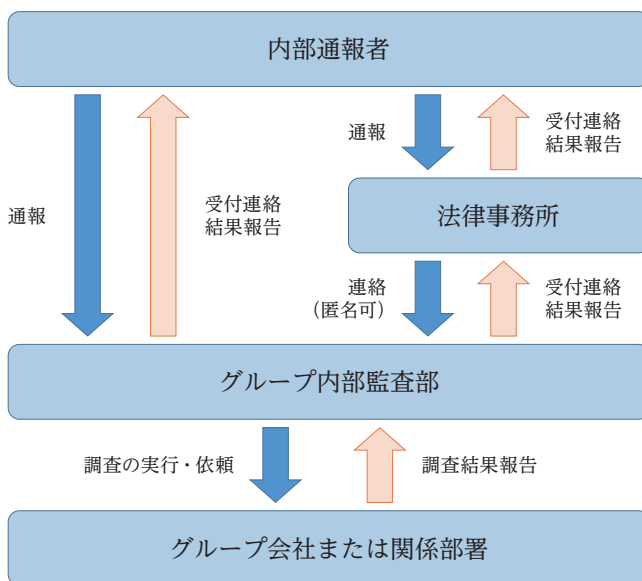 内部通報者
通報
受付連絡
結果報告
通報
受付連絡
結果報告
法律事務所
連絡
（匿名可）
受付連絡
結果報告
グループ内部監査部
調査の実行・依頼
調査結果報告
グループ会社または関係部署